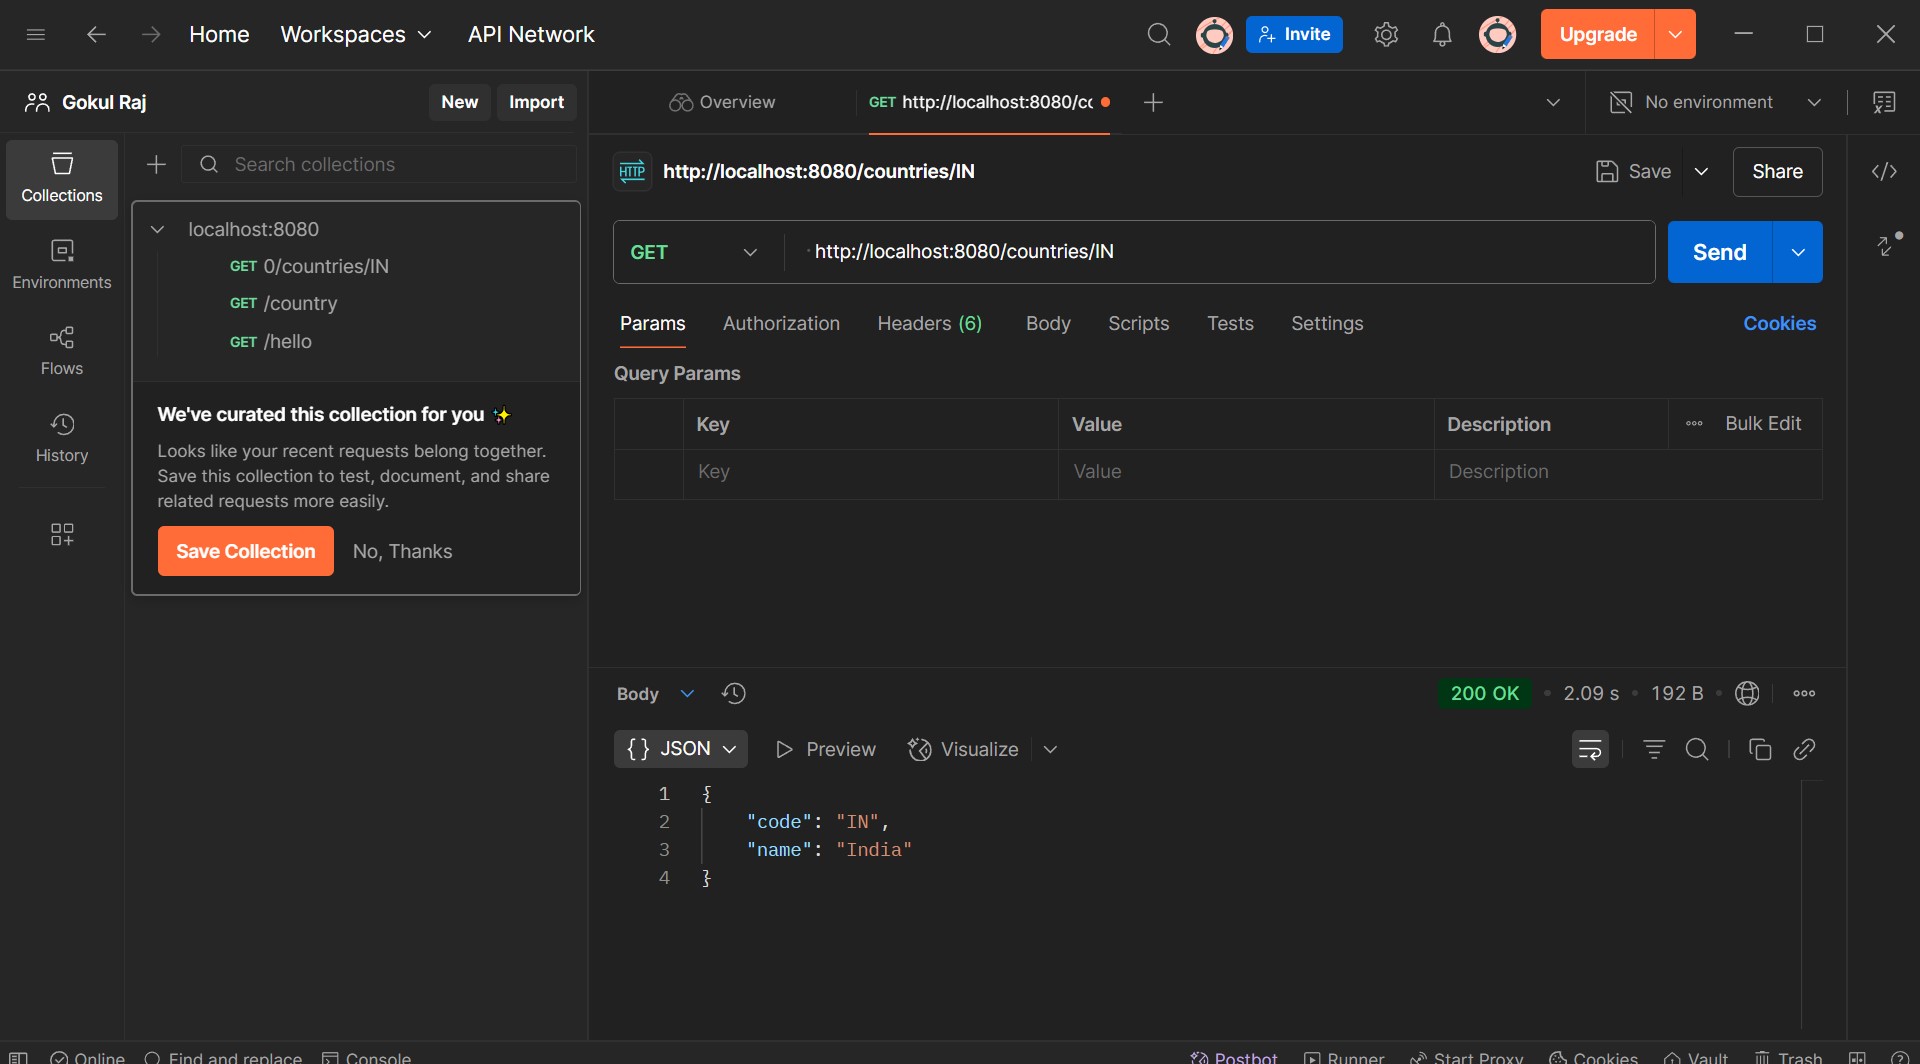 Home Workspaces API Network Invite Upgrade
Gokul Raj New Import
Overview GET http://localhost:8080/cc No environment
Collections
Environments
Flows
History
Search collections
localhost:8080
GET 0/countries/IN
GET /country
GET /hello
We've curated this collection for you ✨
Looks like your recent requests belong together.
Save this collection to test, document, and share
related requests more easily.
Save Collection No, Thanks
HTTP http://localhost:8080/countries/IN Save Share
GET http://localhost:8080/countries/IN Send
Params Authorization Headers (6) Body Scripts Tests Settings Cookies
Query Params
Key Value Description Bulk Edit
Key Value Description
Body 200 OK • 2.09 s • 192 B •
{} JSON Preview Visualize
1 {
2 "code": "IN",
3 "name": "India"
4 }
Online Find and replace Console Postbot Runner Start Proxy Cookies Vault Trash